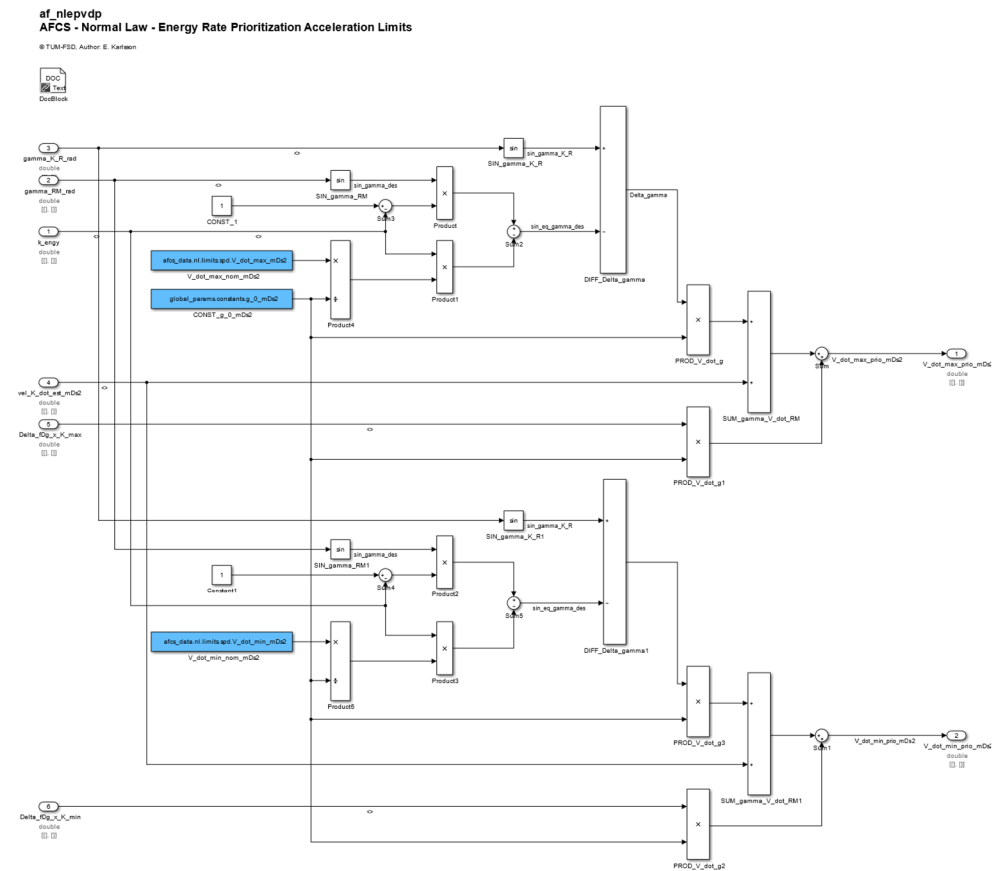 af_nlepvdp
AFCS - Normal Law - Energy Rate Prioritization Acceleration Limits
© TUM-FSD, Author: E. Karlsson
DOC
Text
DocBlock
3
gamma_K_R_rad
double
sin
sin_gamma_K_R
SIN_gamma_K_R
2
gamma_RM_rad
double
[[]. []]
sin
sin_gamma_des
SIN_gamma_RM
1
CONST_1
Sum3
Product
Delta_gamma
1
k_engy
double
[[]. []]
Sum2
sin_eq_gamma_des
afcs_data.nl.limits.spd.V_dot_max_mDs2
V_dot_max_nom_mDs2
Product1
DIFF_Delta_gamma
global_params.constants.g_0_mDs2
CONST_g_0_mDs2
Product4
PROD_V_dot_g
Sum
V_dot_max_prio_mDs2
1
V_dot_max_prio_mDs2
double
[[]. []]
4
vel_K_dot_est_mDs2
double
[[]. []]
SUM_gamma_V_dot_RM
5
Delta_fDg_x_K_max
double
[[]. []]
PROD_V_dot_g1
sin
sin_gamma_K_R
SIN_gamma_K_R1
sin
sin_gamma_des
SIN_gamma_RM1
1
Constant1
Sum4
Product2
Sum5
sin_eq_gamma_des
afcs_data.nl.limits.spd.V_dot_min_mDs2
V_dot_min_nom_mDs2
Product3
DIFF_Delta_gamma1
Product5
PROD_V_dot_g3
Sum1
V_dot_min_prio_mDs2
2
V_dot_min_prio_mDs2
double
[[]. []]
SUM_gamma_V_dot_RM1
6
Delta_fDg_x_K_min
double
[[]. []]
PROD_V_dot_g2